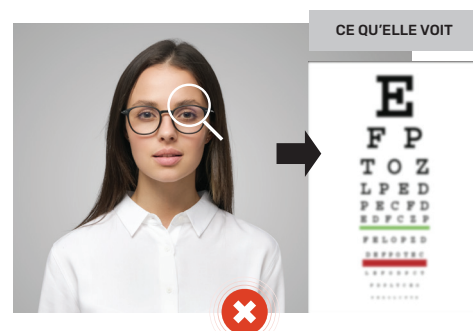 CE QU'ELLE VOIT
E
F P
T O Z
L P E D
P E C F D
E D F C Z P
F E L O P Z D
D E F P O T E C